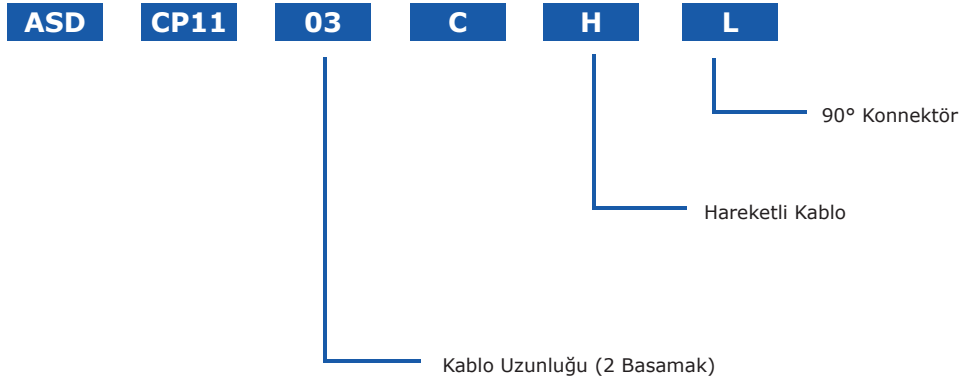 ASD CP11 03 C H L
90° Konnektör
Hareketli Kablo
Kablo Uzunluğu (2 Basamak)